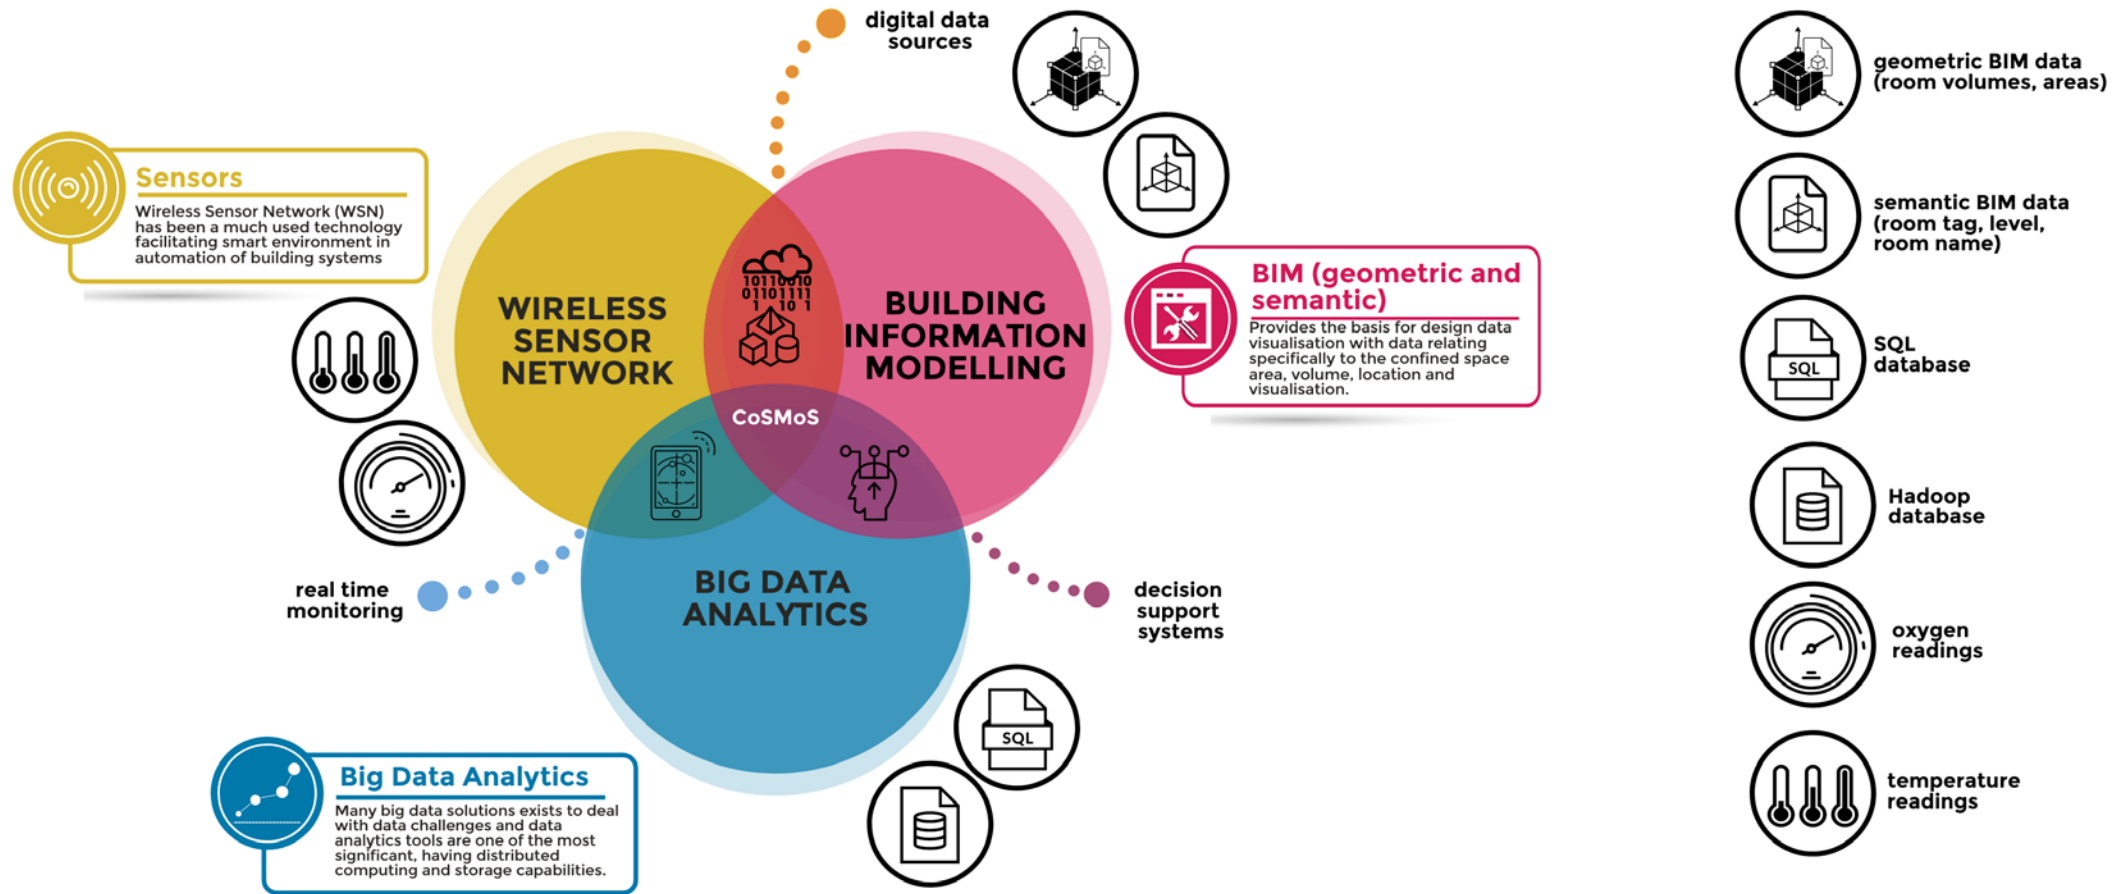 digital data
sources
Sensors
Wireless Sensor Network (WSN)
has been a much used technology
facilitating smart environment in
automation of building systems
WIRELESS
SENSOR
NETWORK
10110010
01101111
1 10 1
BUILDING
INFORMATION
MODELLING
CoSMoS
BIM (geometric and
semantic)
Provides the basis for design data
visualisation with data relating
specifically to the confined space
area, volume, location and
visualisation.
real time
monitoring
BIG DATA
ANALYTICS
decision
support
systems
SQL
Big Data Analytics
Many big data solutions exists to deal
with data challenges and data
analytics tools are one of the most
significant, having distributed
computing and storage capabilities.
geometric BIM data
(room volumes, areas)
semantic BIM data
(room tag, level,
room name)
SQL
SQL
database
Hadoop
database
oxygen
readings
temperature
readings